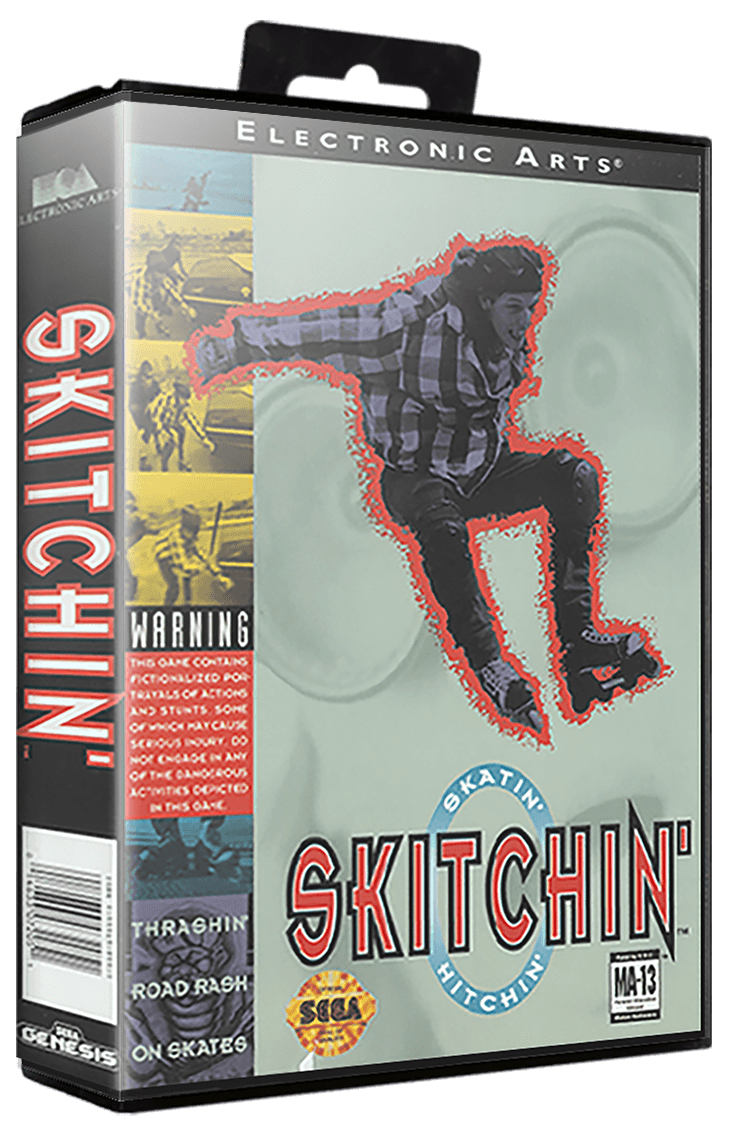 ELECTRONIC ARTS®
ELECTRONIC ARTS
SKITCHIN'
™
SEGA
GENESIS
WARNING
THIS GAME CONTAINS
FICTIONALIZED POR-
TRAYALS OF ACTIONS
AND STUNTS, SOME
OF WHICH MAY CAUSE
SERIOUS INJURY. DO
NOT ENGAGE IN ANY
OF THE DANGEROUS
ACTIVITIES DEPICTED
IN THIS GAME.
THRASHIN'
ROAD RASH
ON SKATES
SKATIN'
SKITCHIN'
™
HITCHIN'
SEGA
MA-13